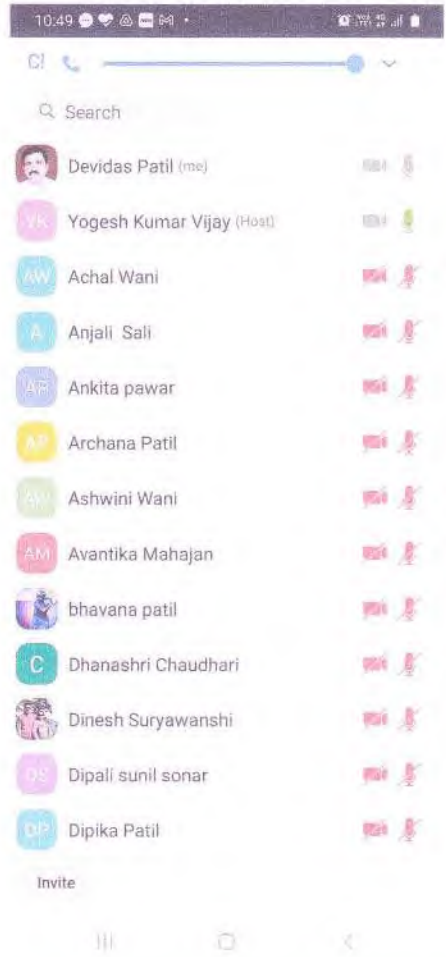 10:49
Search
Devidas Patil (me)
YK Yogesh Kumar Vijay (Host)
AW Achal Wani
A Anjali Sali
AP Ankita pawar
AP Archana Patil
AW Ashwini Wani
AM Avantika Mahajan
bhavana patil
C Dhanashri Chaudhari
Dinesh Suryawanshi
DS Dipali sunil sonar
DP Dipika Patil
Invite